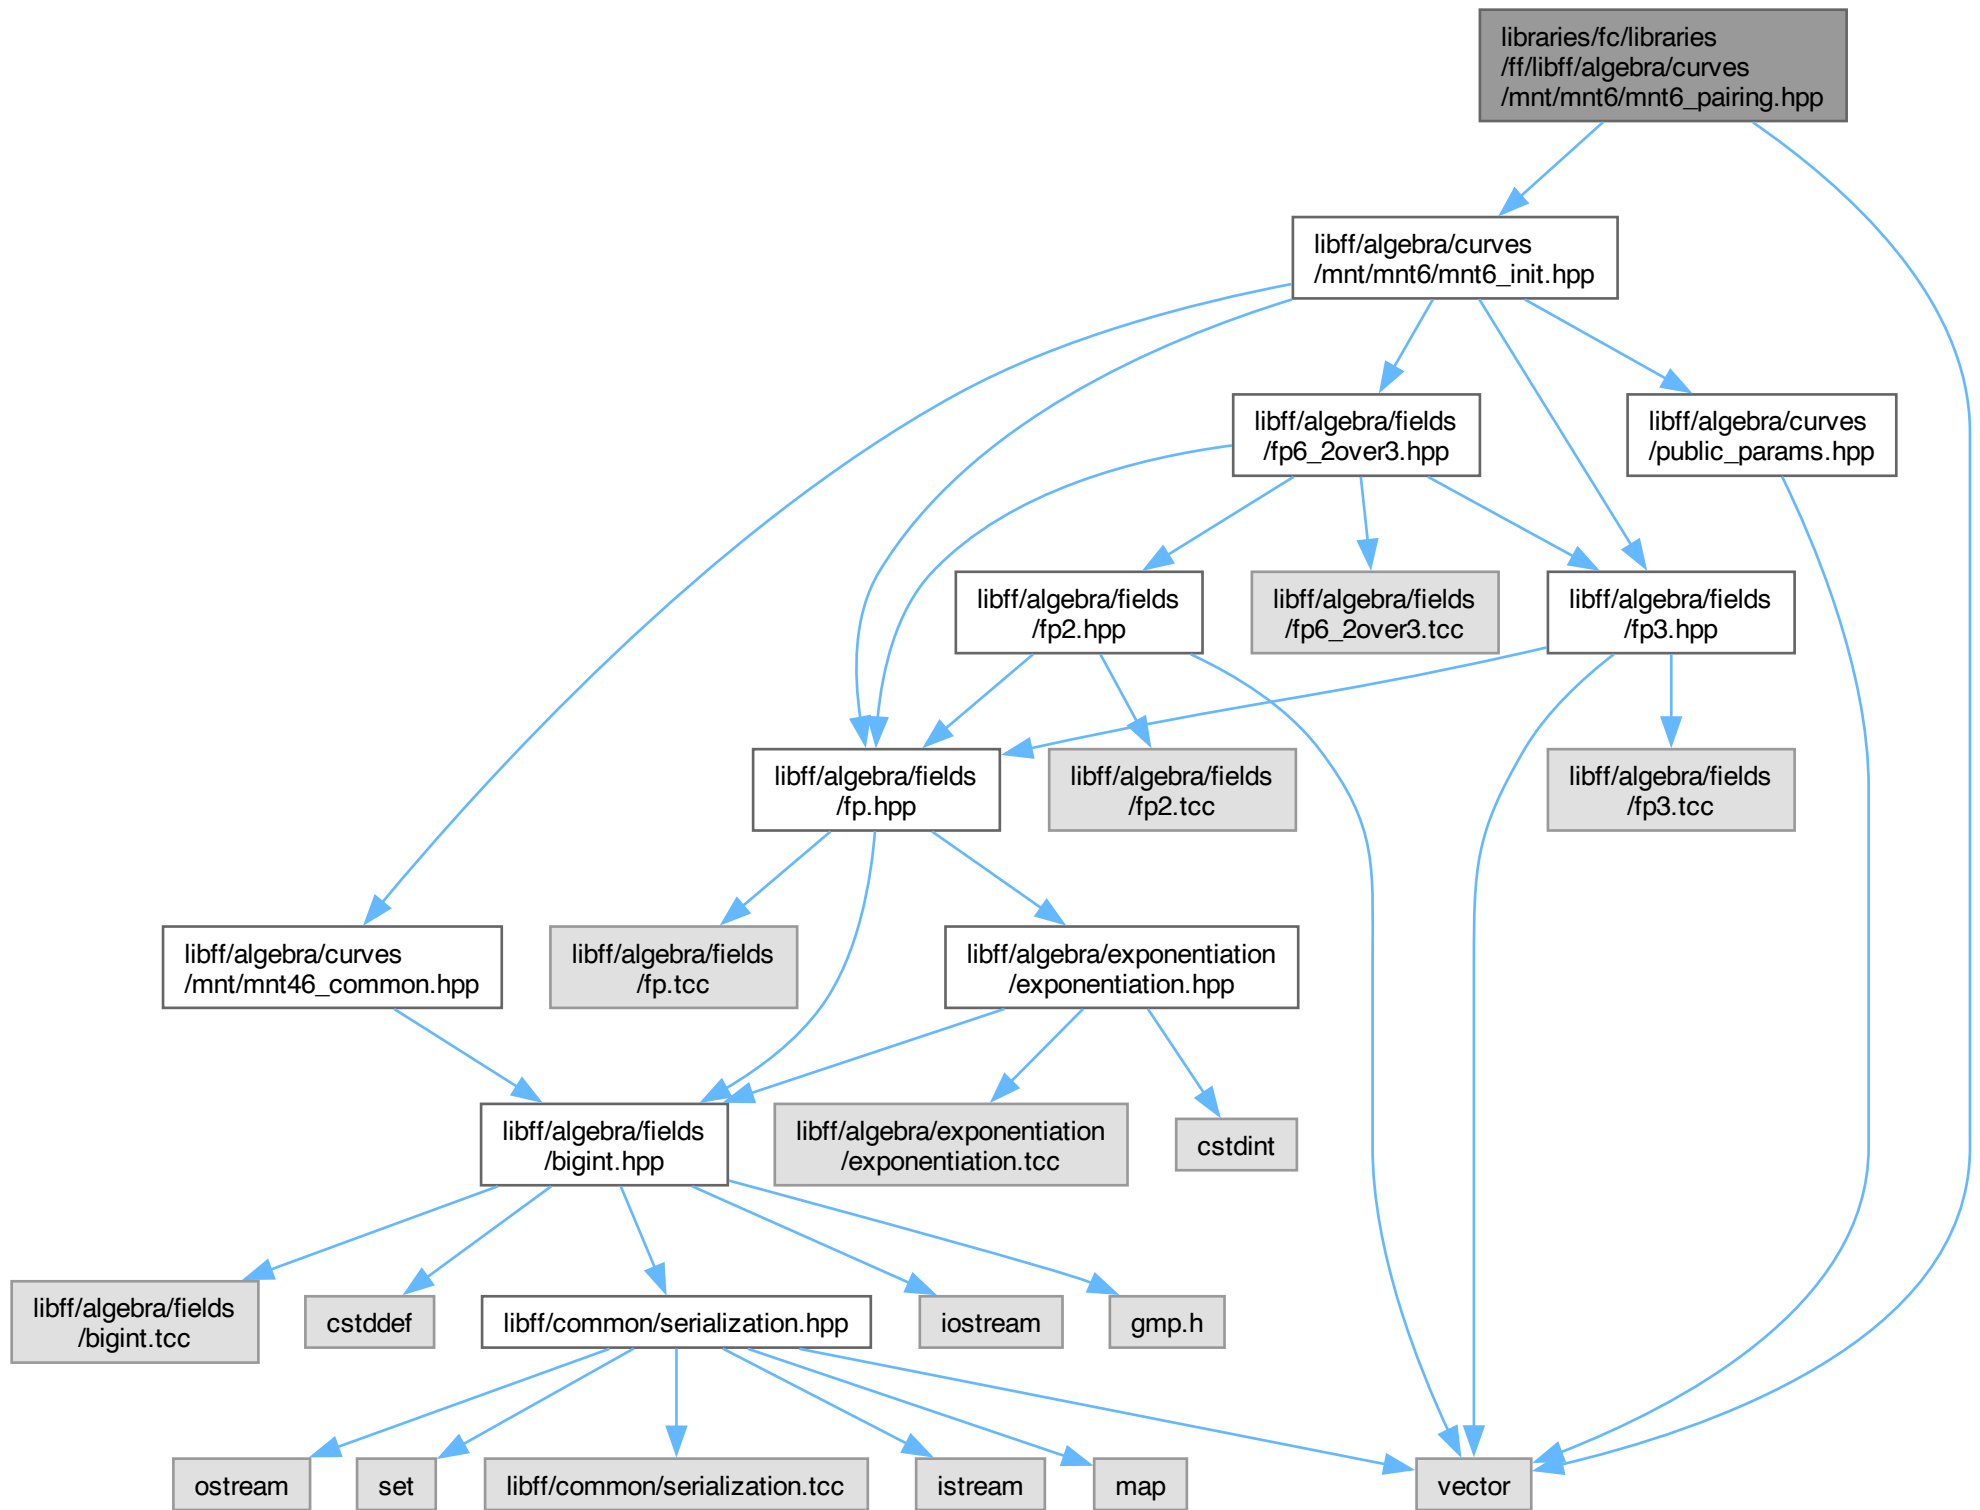 libraries/fc/libraries
/ff/libff/algebra/curves
/mnt/mnt6/mnt6_pairing.hpp
libff/algebra/curves
/mnt/mnt6/mnt6_init.hpp
libff/algebra/fields
/fp6_2over3.hpp
libff/algebra/curves
/public_params.hpp
libff/algebra/fields
/fp2.hpp
libff/algebra/fields
/fp6_2over3.tcc
libff/algebra/fields
/fp3.hpp
libff/algebra/fields
/fp.hpp
libff/algebra/fields
/fp2.tcc
libff/algebra/fields
/fp3.tcc
libff/algebra/curves
/mnt/mnt46_common.hpp
libff/algebra/fields
/fp.tcc
libff/algebra/exponentiation
/exponentiation.hpp
libff/algebra/fields
/bigint.hpp
libff/algebra/exponentiation
/exponentiation.tcc
cstdint
libff/algebra/fields
/bigint.tcc
cstddef
libff/common/serialization.hpp
iostream
gmp.h
ostream
set
libff/common/serialization.tcc
istream
map
vector